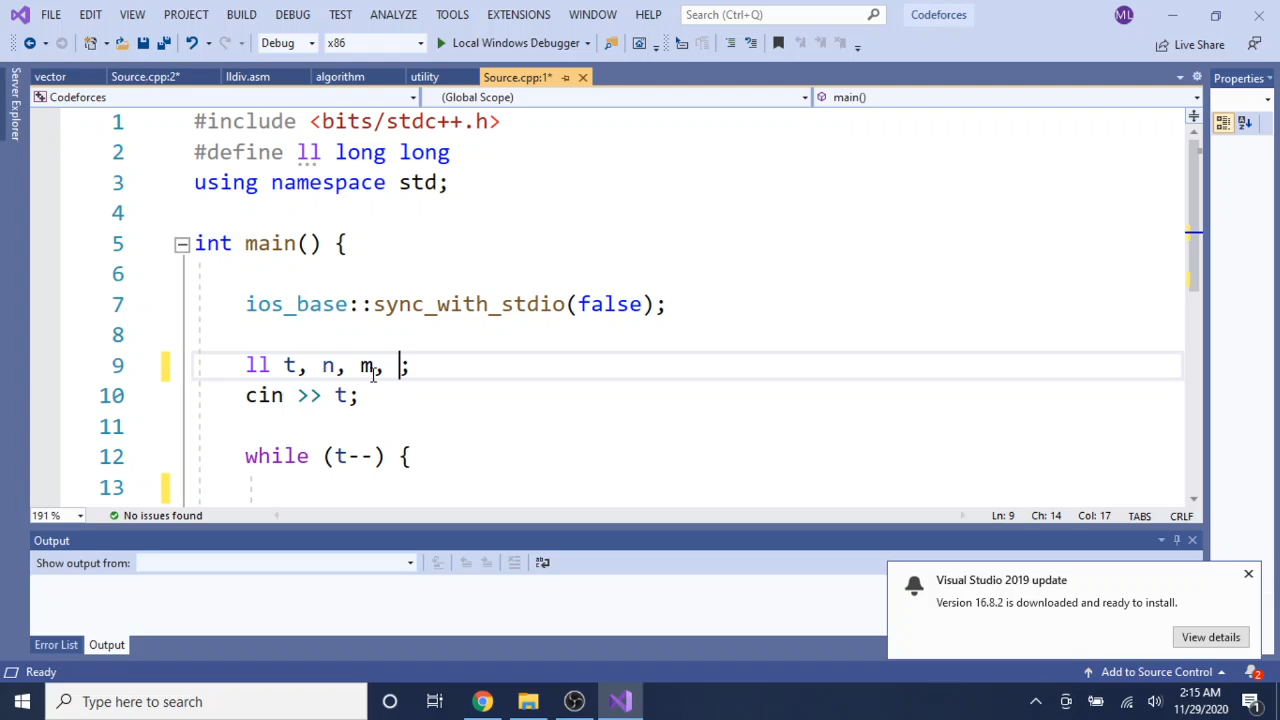 FILE EDIT VIEW PROJECT BUILD DEBUG TEST ANALYZE TOOLS EXTENSIONS WINDOW HELP Search (Ctrl+Q) Codeforces ML
Debug x86 Local Windows Debugger Live Share
vector Source.cpp:2* lldiv.asm algorithm utility Source.cpp:1* Properties
Codeforces (Global Scope) main()
Server Explorer
1 #include <bits/stdc++.h>
2 #define ll long long
3 using namespace std;
4
5 int main() {
6
7 ios_base::sync_with_stdio(false);
8
9 ll t, n, m, ;
10 cin >> t;
11
12 while (t--) {
13
191 % No issues found Ln: 9 Ch: 14 Col: 17 TABS CRLF
Output
Show output from:
Visual Studio 2019 update
Version 16.8.2 is downloaded and ready to install.
View details
Error List Output
Ready Add to Source Control 2
Type here to search 2:15 AM
11/29/2020 1